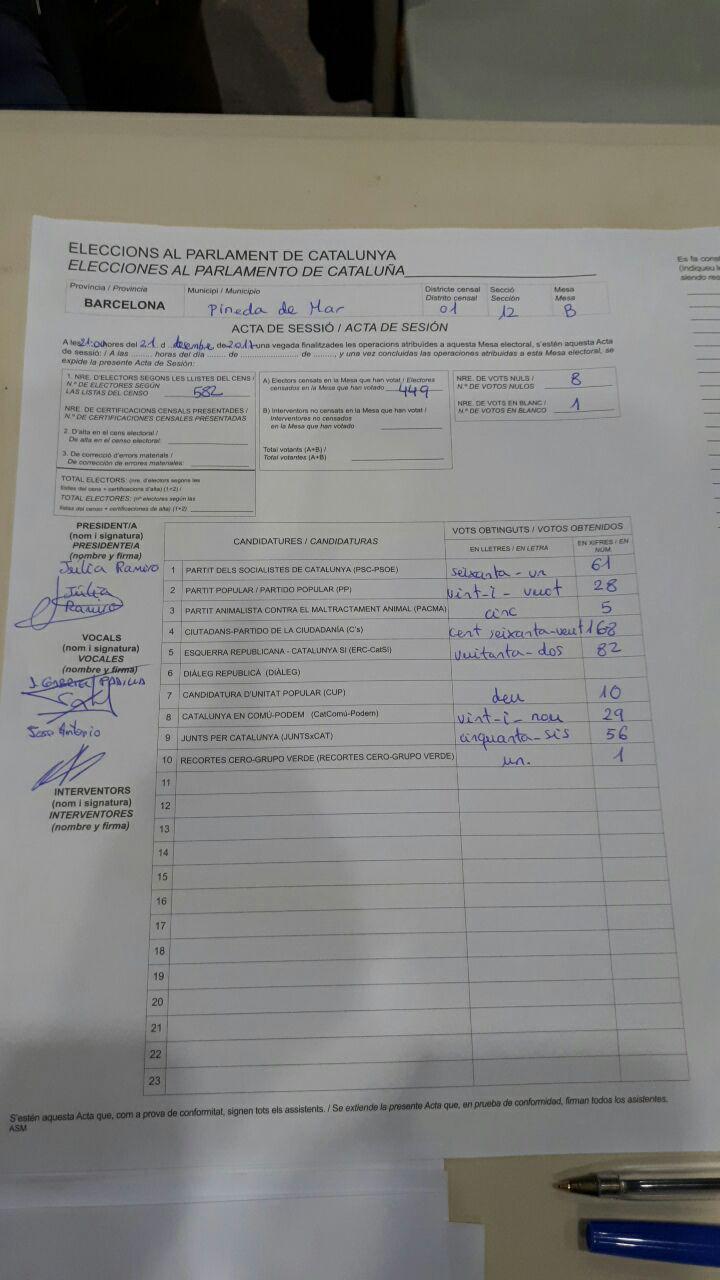 ELECCIONS AL PARLAMENT DE CATALUNYA
ELECCIONES AL PARLAMENTO DE CATALUÑA
Es fa const
(indiqueu le
siendo rea
Província / Provincia
BARCELONA
Municipi / Municipio
Pineda de Mar
Districte censal
Distrito censal
01
Secció
Sección
12
Mesa
Mesa
B
ACTA DE SESSIÓ / ACTA DE SESIÓN
A les 21:00 hores del 21 d desembre de 2017 una vegada finalitzades les operacions atribuïdes a aquesta Mesa electoral, s'estén aquesta Acta
de sessió: / A las ......... horas del día ...... de .................... de ......., y una vez concluidas las operaciones atribuidas a esta Mesa electoral, se
expide la presente Acta de Sesión:
1. NRE. D'ELECTORS SEGONS LES LLISTES DEL CENS /
N.º DE ELECTORES SEGÚN
LAS LISTAS DEL CENSO 582
NRE. DE CERTIFICACIONS CENSALS PRESENTADES /
N.º DE CERTIFICACIONES CENSALES PRESENTADAS
2. D'alta en el cens electoral /
De alta en el censo electoral:
3. De correcció d'errors materials /
De corrección de errores materiales:
TOTAL ELECTORS: (nre. d'electors segons les
llistes del cens + certificacions d'alta) (1+2) /
TOTAL ELECTORES: (nº electores según las
listas del censo + certificaciones de alta) (1+2)
A) Electors censats en la Mesa que han votat / Electores
censados en la Mesa que han votado 449
B) Interventors no censats en la Mesa que han votat /
Interventores no censados
en la Mesa que han votado
Total votants (A+B) /
Total votantes (A+B)
NRE. DE VOTS NULS /
N.º DE VOTOS NULOS 8
NRE. DE VOTS EN BLANC /
N.º DE VOTOS EN BLANCO 1
PRESIDENT/A
(nom i signatura)
PRESIDENTE/A
(nombre y firma)
Júlia Ramiro
Júlia
Ramiro
VOCALS
(nom i signatura)
VOCALES
(nombre y firma)
J. GABRIEL PADILLA
Antonio
INTERVENTORS
(nom i signatura)
INTERVENTORES
(nombre y firma)
CANDIDATURES / CANDIDATURAS
VOTS OBTINGUTS / VOTOS OBTENIDOS
EN LLETRES / EN LETRA
EN XIFRES / EN NÚM.
1 PARTIT DELS SOCIALISTES DE CATALUNYA (PSC-PSOE) seixanta-un 61
2 PARTIT POPULAR / PARTIDO POPULAR (PP) vint-i-vuit 28
3 PARTIT ANIMALISTA CONTRA EL MALTRACTAMENT ANIMAL (PACMA) cinc 5
4 CIUTADANS-PARTIDO DE LA CIUDADANÍA (C's) cent seixanta-vuit 168
5 ESQUERRA REPUBLICANA - CATALUNYA SÍ (ERC-CatSí) vuitanta-dos 82
6 DIÀLEG REPUBLICÀ (DIÀLEG)
7 CANDIDATURA D'UNITAT POPULAR (CUP) deu 10
8 CATALUNYA EN COMÚ-PODEM (CatComú-Podem) vint-i-nou 29
9 JUNTS PER CATALUNYA (JUNTSxCAT) cinquanta-sis 56
10 RECORTES CERO-GRUPO VERDE (RECORTES CERO-GRUPO VERDE) un. 1
11
12
13
14
15
16
17
18
19
20
21
22
23
S'estén aquesta Acta que, com a prova de conformitat, signen tots els assistents. / Se extiende la presente Acta que, en prueba de conformidad, firman todos los asistentes.
ASM